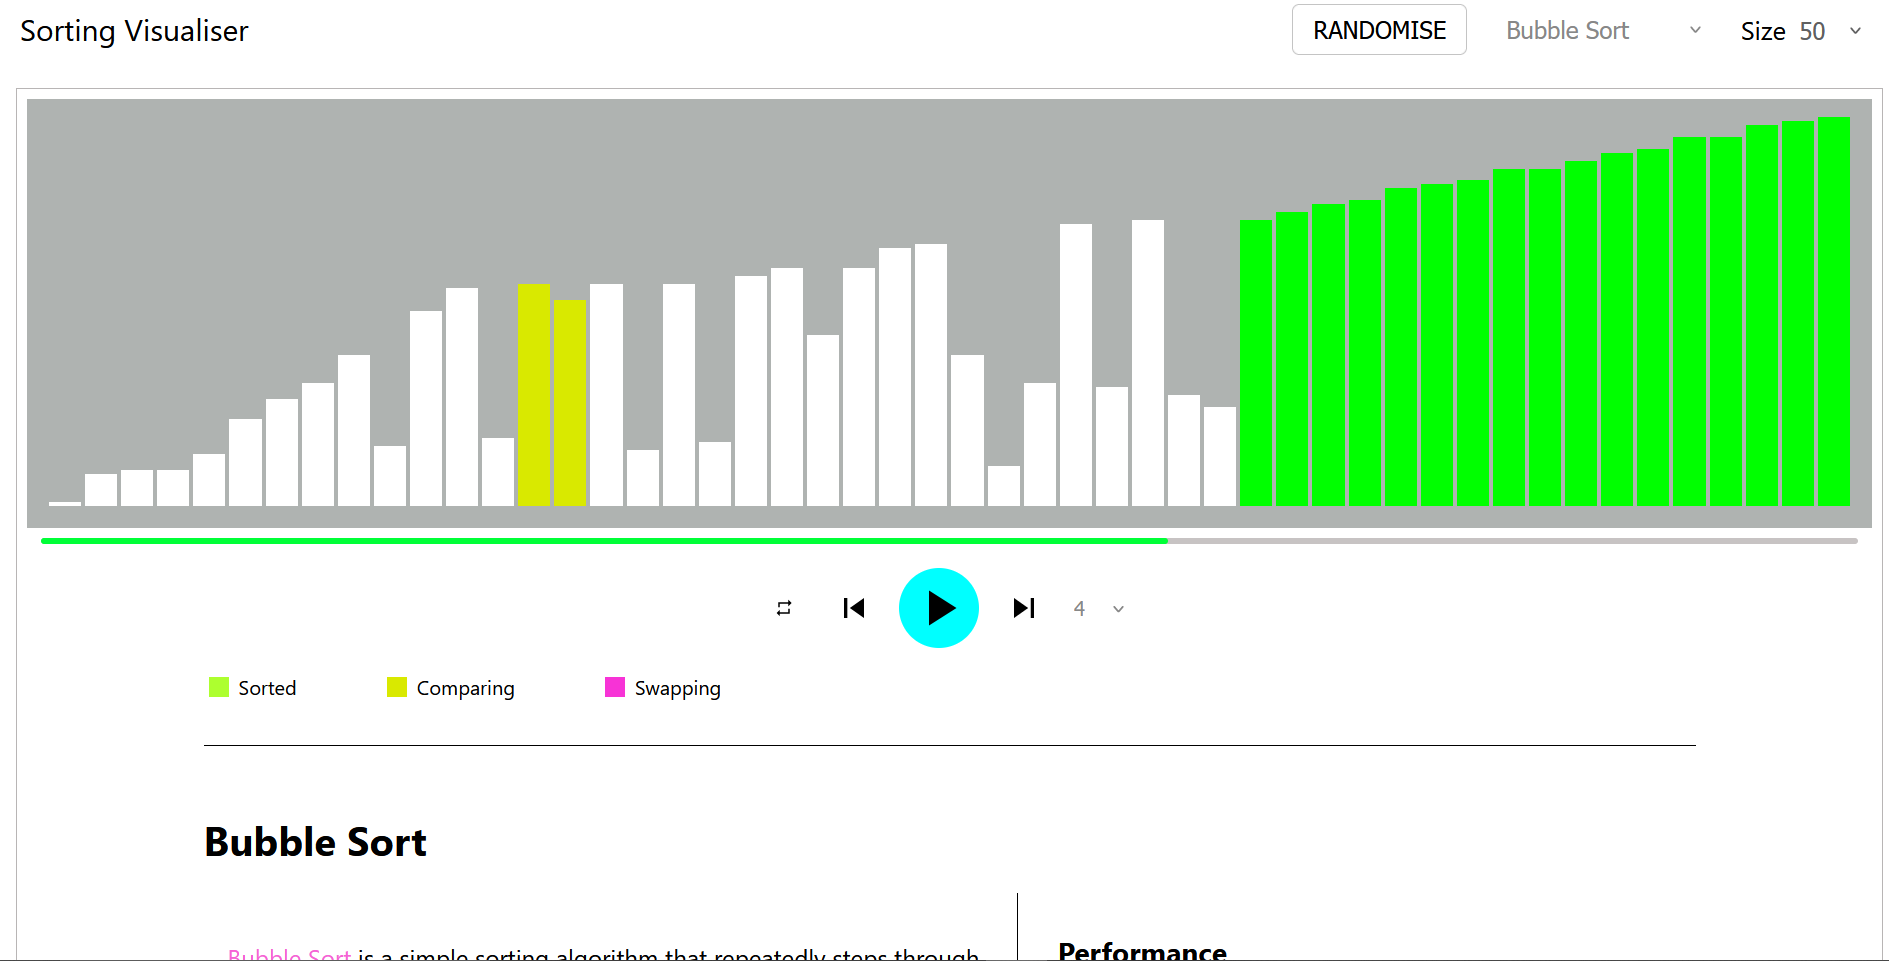 Sorting Visualiser
RANDOMISE
Bubble Sort
Size 50
4
Sorted
Comparing
Swapping
Bubble Sort
Bubble Sort is a simple sorting algorithm that repeatedly steps through
Performance